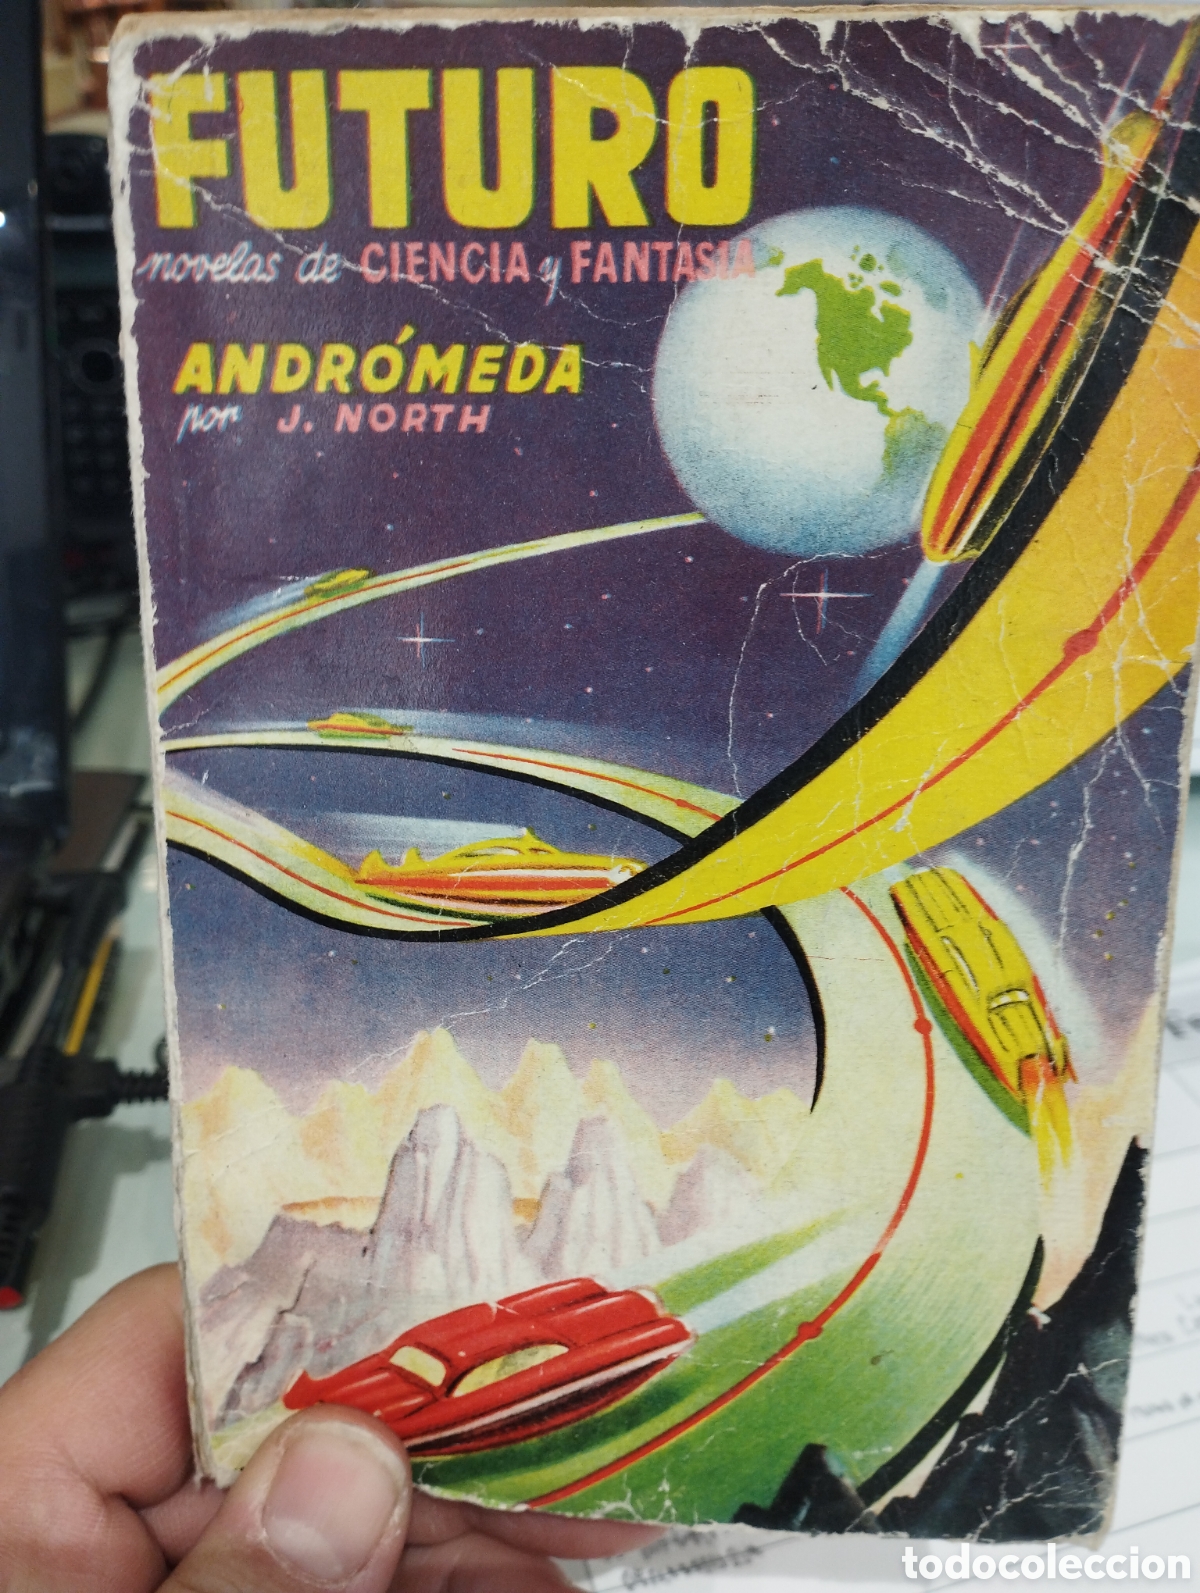 FUTURO
novelas de CIENCIA y FANTASIA
ANDRÓMEDA
por J. NORTH
todocoleccion